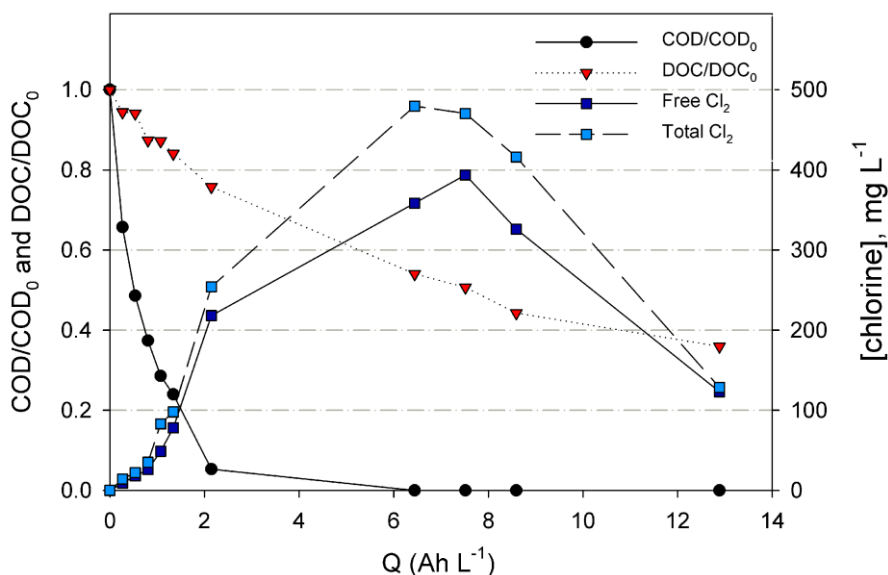 COD/COD₀
DOC/DOC₀
Free Cl₂
Total Cl₂
COD/COD₀ and DOC/DOC₀
1.0
0.8
0.6
0.4
0.2
0.0
500
400
300
200
100
0
[chlorine], mg L⁻¹
0 2 4 6 8 10 12 14
Q (Ah L⁻¹)